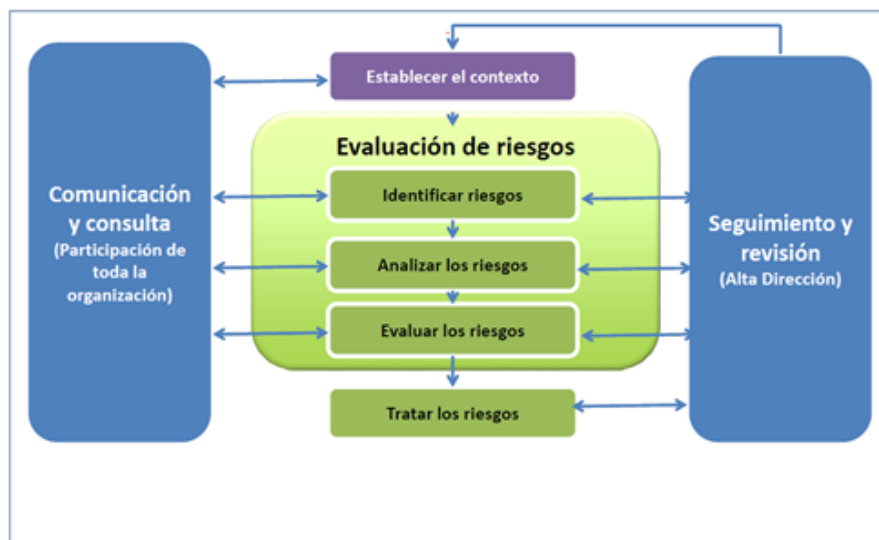 Establecer el contexto
Evaluación de riesgos
Comunicación
y consulta
(Participación de
toda la
organización)
Identificar riesgos
Analizar los riesgos
Evaluar los riesgos
Tratar los riesgos
Seguimiento y
revisión
(Alta Dirección)